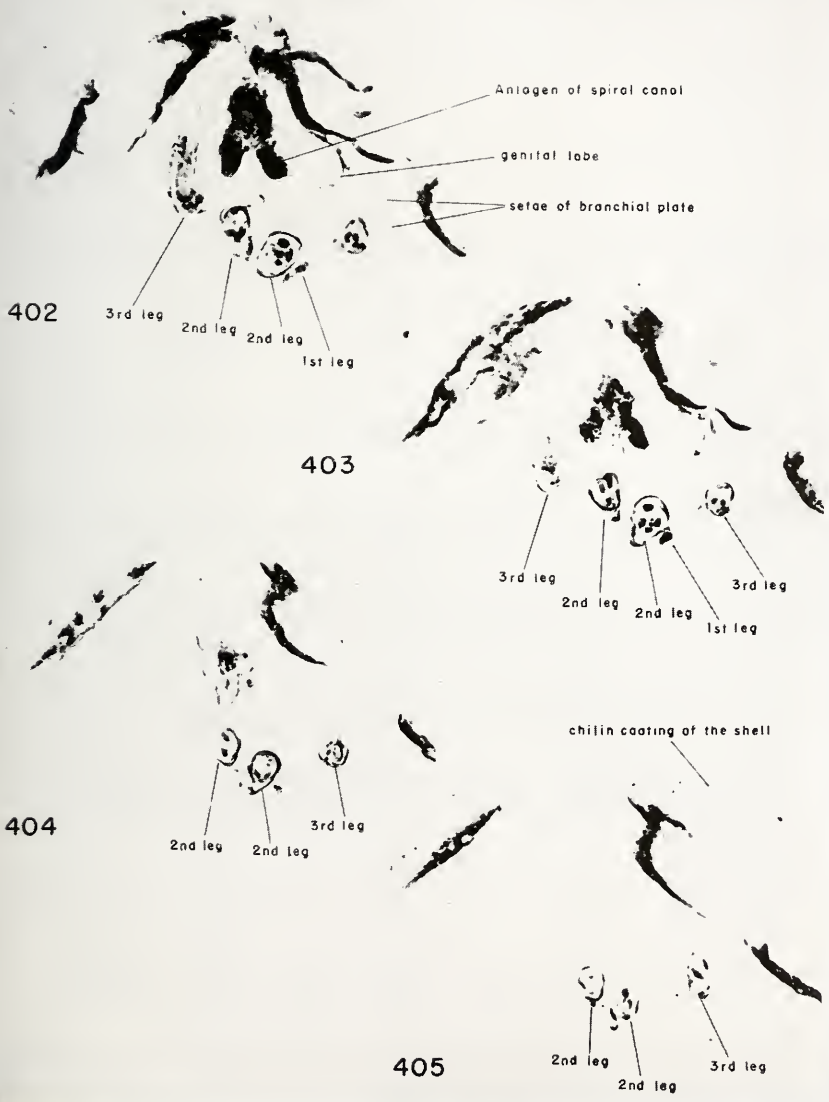 Anlagen of spiral canal
genital lobe
setae of branchial plate
402
3rd leg
2nd leg
2nd leg
1st leg
403
3rd leg
2nd leg
2nd leg
1st leg
3rd leg
404
2nd leg
2nd leg
3rd leg
chitin coating of the shell
405
2nd leg
2nd leg
3rd leg